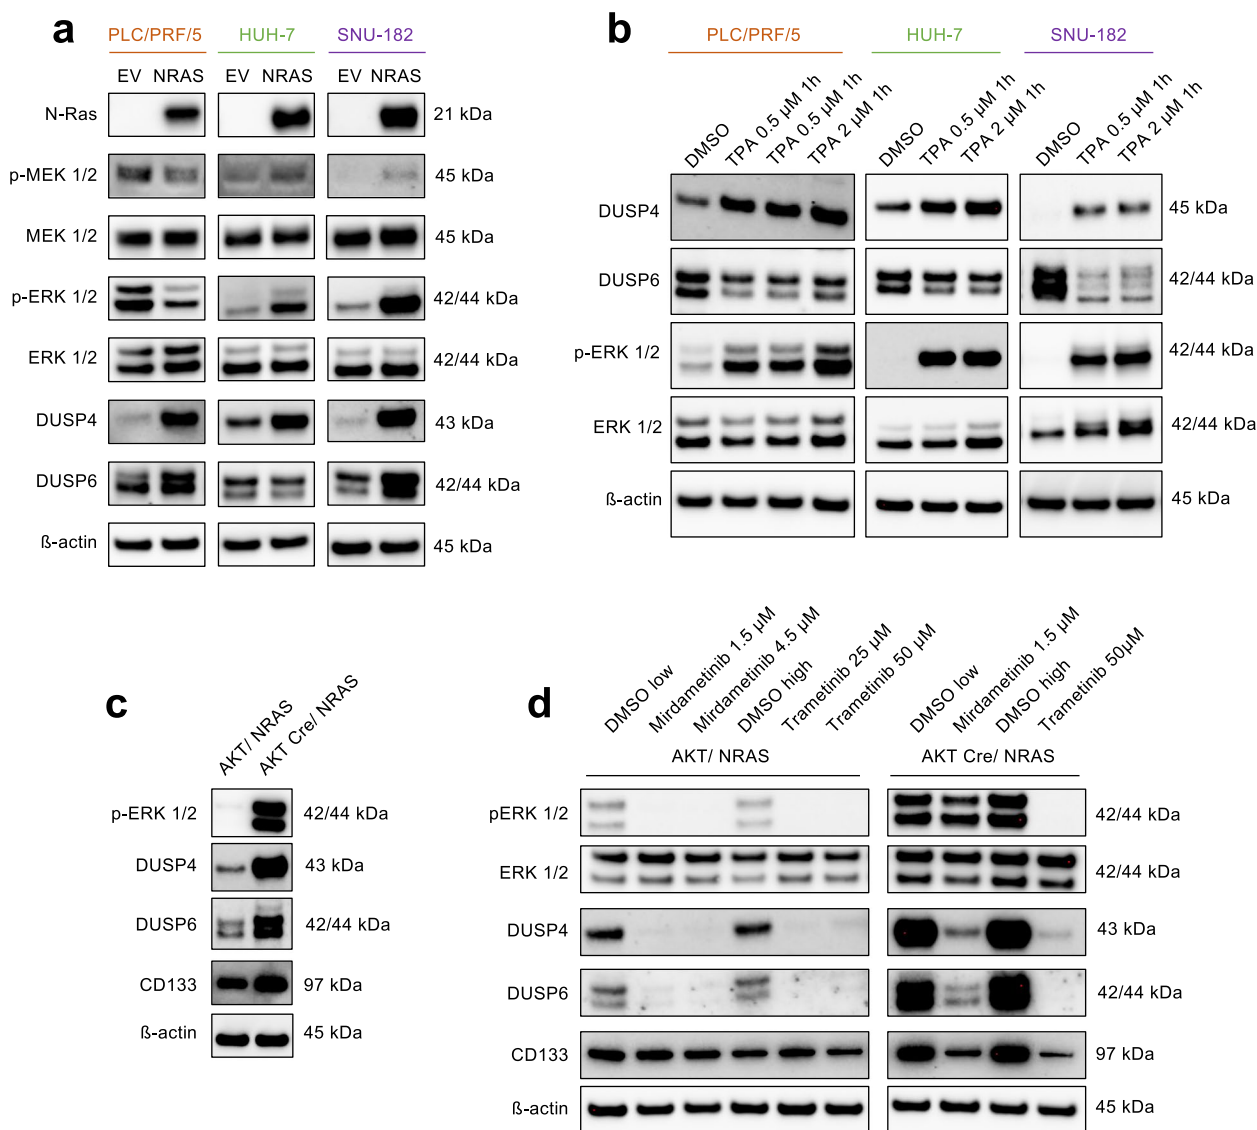 a
PLC/PRF/5 HUH-7 SNU-182
EV NRAS EV NRAS EV NRAS
N-Ras 21 kDa
p-MEK 1/2 45 kDa
MEK 1/2 45 kDa
p-ERK 1/2 42/44 kDa
ERK 1/2 42/44 kDa
DUSP4 43 kDa
DUSP6 42/44 kDa
ß-actin 45 kDa
b
PLC/PRF/5 HUH-7 SNU-182
DMSO TPA 0.5 µM 1h TPA 0.5 µM 1h TPA 2 µM 1h DMSO TPA 0.5 µM 1h TPA 2 µM 1h DMSO TPA 0.5 µM 1h TPA 2 µM 1h
DUSP4 45 kDa
DUSP6 42/44 kDa
p-ERK 1/2 42/44 kDa
ERK 1/2 42/44 kDa
ß-actin 45 kDa
c
AKT/ NRAS AKT Cre/ NRAS
p-ERK 1/2 42/44 kDa
DUSP4 43 kDa
DUSP6 42/44 kDa
CD133 97 kDa
ß-actin 45 kDa
d
DMSO low Mirdametinib 1.5 µM Mirdametinib 4.5 µM DMSO high Trametinib 25 µM Trametinib 50 µM DMSO low Mirdametinib 1.5 µM DMSO high Trametinib 50µM
AKT/ NRAS AKT Cre/ NRAS
pERK 1/2 42/44 kDa
ERK 1/2 42/44 kDa
DUSP4 43 kDa
DUSP6 42/44 kDa
CD133 97 kDa
ß-actin 45 kDa